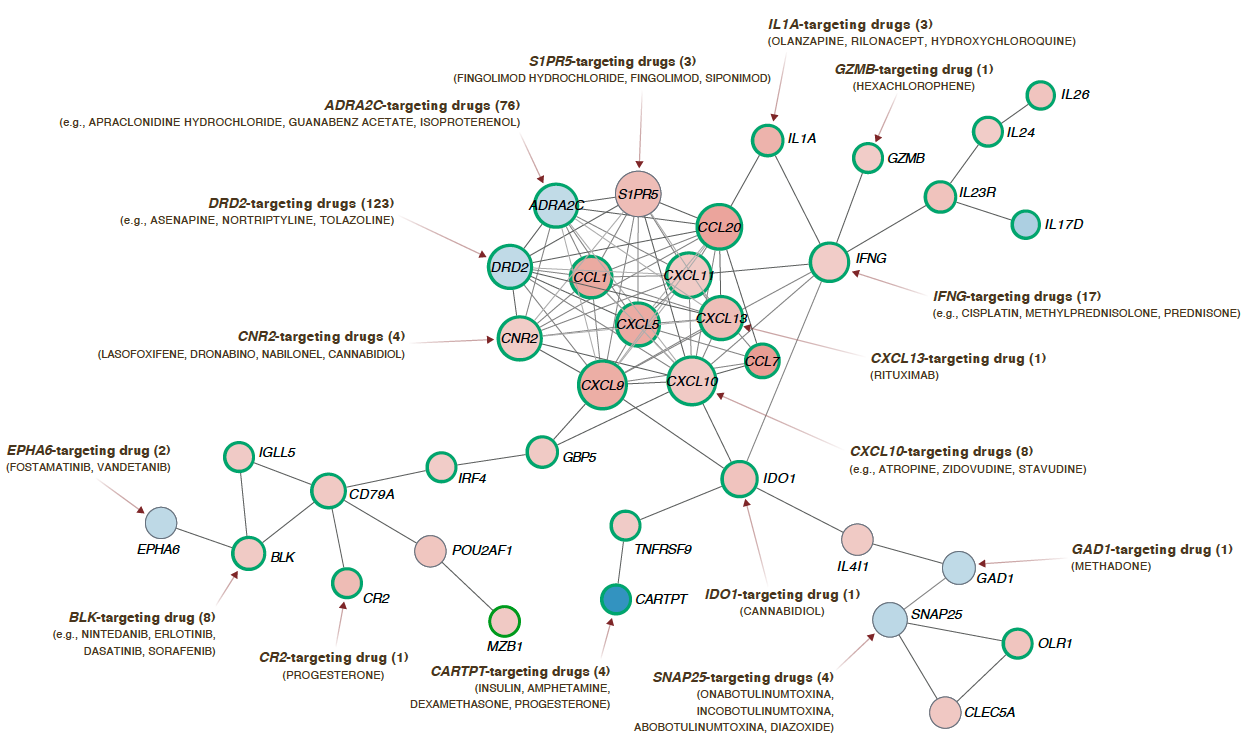 IL1A-targeting drugs (3)
(OLANZAPINE, RILONACEPT, HYDROXYCHLOROQUINE)
S1PR5-targeting drugs (3)
(FINGOLIMOD HYDROCHLORIDE, FINGOLIMOD, SIPONIMOD)
GZMB-targeting drug (1)
(HEXACHLOROPHENE)
ADRA2C-targeting drugs (76)
(e.g., APRACLONIDINE HYDROCHLORIDE, GUANABENZ ACETATE, ISOPROTERENOL)
IL26
IL24
IL1A
GZMB
IL23R
IL17D
S1PR5
ADRA2C
DRD2-targeting drugs (123)
(e.g., ASENAPINE, NORTRIPTYLINE, TOLAZOLINE)
CCL20
IFNG
DRD2
CCL1
CXCL11
IFNG-targeting drugs (17)
(e.g., CISPLATIN, METHYLPREDNISOLONE, PREDNISONE)
CXCL5
CXCL13
CNR2-targeting drugs (4)
(LASOFOXIFENE, DRONABINO, NABILONEL, CANNABIDIOL)
CNR2
CCL7
CXCL13-targeting drug (1)
(RITUXIMAB)
CXCL9
CXCL10
EPHA6-targeting drug (2)
(FOSTAMATINIB, VANDETANIB)
IGLL5
GBP5
CXCL10-targeting drugs (8)
(e.g., ATROPINE, ZIDOVUDINE, STAVUDINE)
CD79A
IRF4
IDO1
EPHA6
BLK
POU2AF1
TNFRSF9
IL4I1
GAD1-targeting drug (1)
(METHADONE)
GAD1
CR2
CARTPT
IDO1-targeting drug (1)
(CANNABIDIOL)
SNAP25
BLK-targeting drug (8)
(e.g., NINTEDANIB, ERLOTINIB,
DASATINIB, SORAFENIB)
MZB1
OLR1
CR2-targeting drug (1)
(PROGESTERONE)
CARTPT-targeting drugs (4)
(INSULIN, AMPHETAMINE,
DEXAMETHASONE, PROGESTERONE)
SNAP25-targeting drugs (4)
(ONABOTULINUMTOXINA,
INCOBOTULINUMTOXINA,
ABOBOTULINUMTOXINA, DIAZOXIDE)
CLEC5A